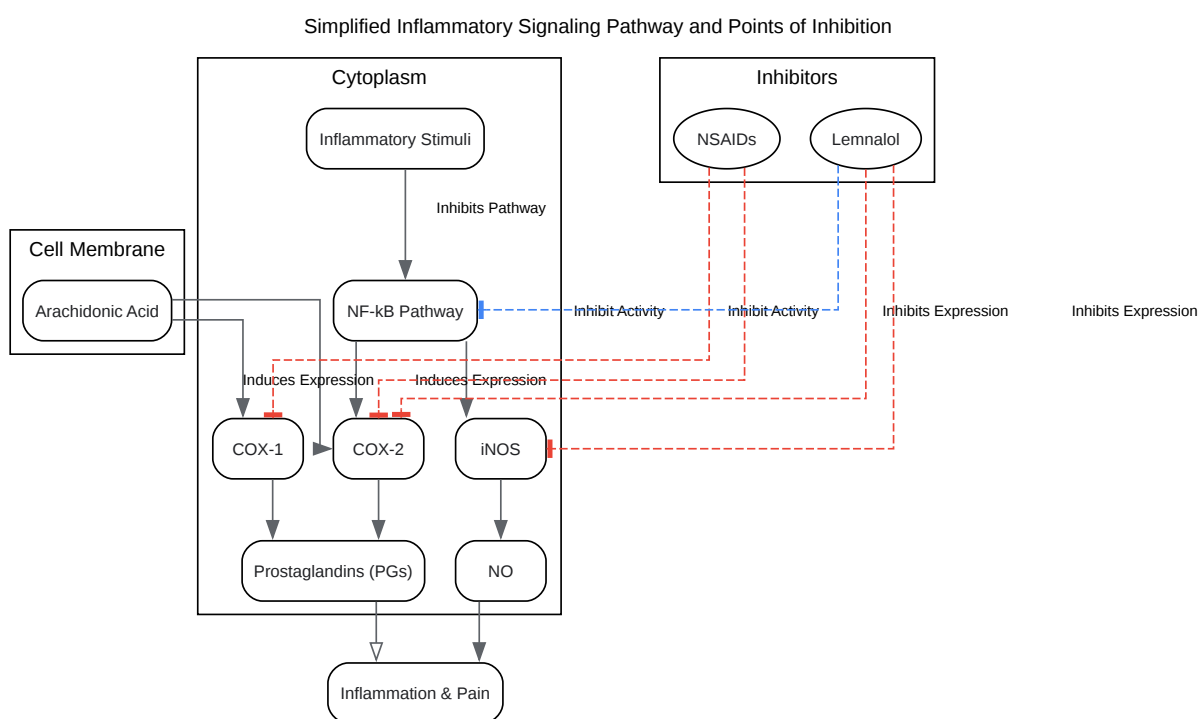 Simplified Inflammatory Signaling Pathway and Points of Inhibition
Cytoplasm
Inhibitors
Inflammatory Stimuli
NSAIDs
Lemnalol
Inhibits Pathway
Cell Membrane
Arachidonic Acid
NF-kB Pathway
Inhibit Activity
Inhibit Activity
Inhibits Expression
Inhibits Expression
Induces Expression
Induces Expression
COX-1
COX-2
iNOS
Prostaglandins (PGs)
NO
Inflammation & Pain